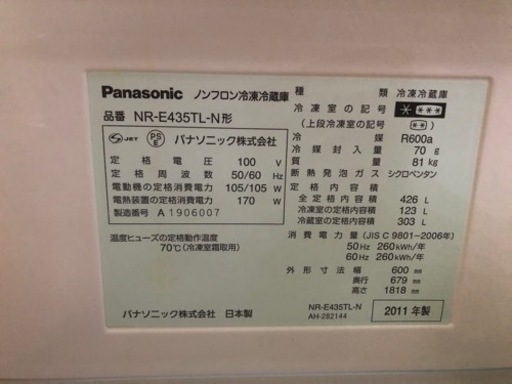 Panasonic ノンフロン冷凍冷蔵庫
品番 NR-E435TL-N形
JET PSE パナソニック株式会社
定格電圧 100 V
定格周波数 50/60 Hz
電動機の定格消費電力 105/105 W
電熱装置の定格消費電力 170 W
製造番号 A 1906007
温度ヒューズの定格動作温度
70℃(冷凍室霜取用)
パナソニック株式会社 日本製
種類 冷凍冷蔵庫
冷凍室の記号 * ***
(上段冷凍室の記号 **)
冷媒 R600a
冷媒封入量 70 g
質量 81 kg
断熱発泡ガス シクロペンタン
定格内容積
全定格内容積 426 L
冷凍室の定格内容積 123 L
冷蔵室の定格内容積 303 L
消費電力量 (JIS C 9801-2006年)
50Hz 260 kWh/年
60Hz 260 kWh/年
外形寸法 幅 600 mm
奥行 679 mm
高さ 1818 mm
NR-E435TL-N
AH-282144
2011 年製